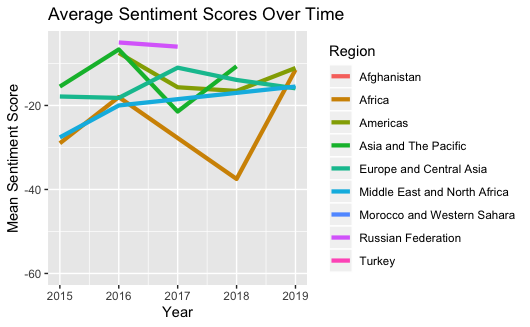 Average Sentiment Scores Over Time
Mean Sentiment Score
-20
-40
-60
2015 2016 2017 2018 2019
Year
Region
Afghanistan
Africa
Americas
Asia and The Pacific
Europe and Central Asia
Middle East and North Africa
Morocco and Western Sahara
Russian Federation
Turkey